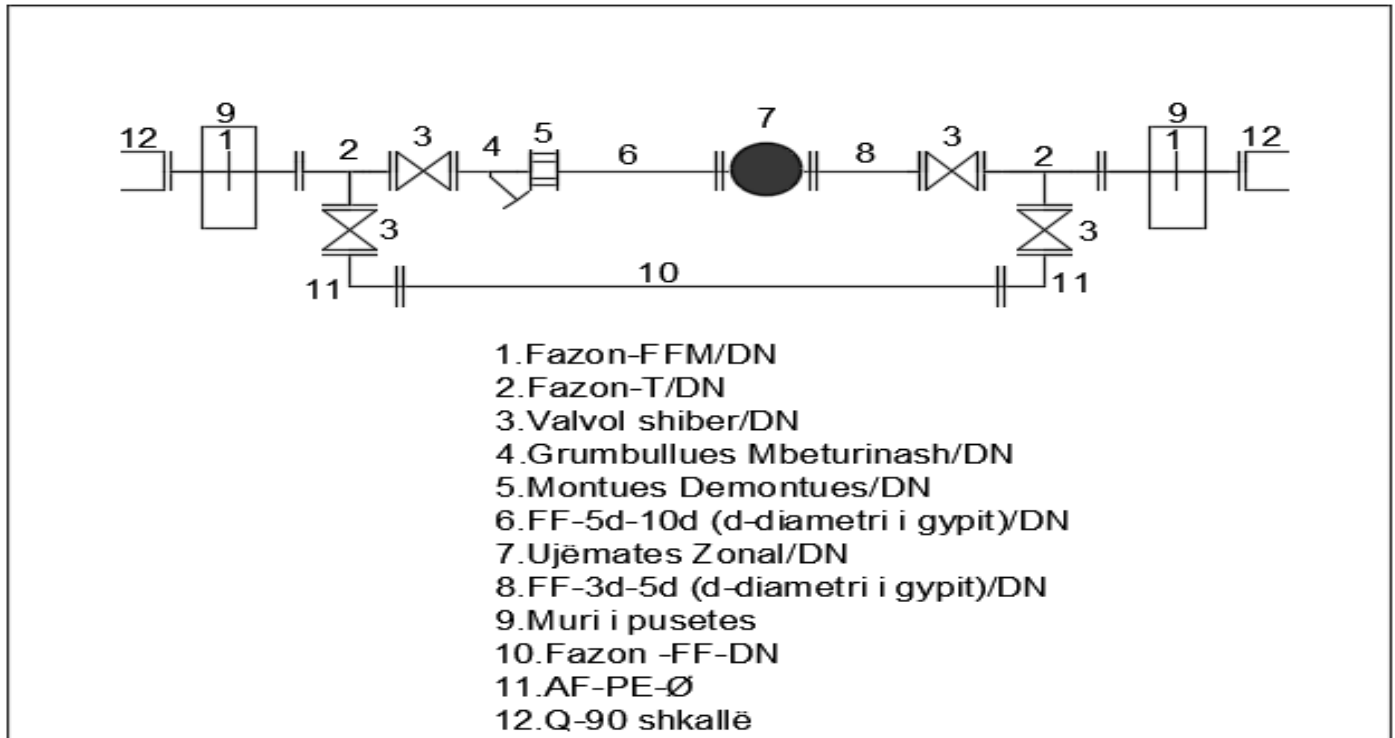 9 7 9
12 1 2 3 4 5 6 8 3 2 1 12
3 3
11 10 11
1.Fazon-FFM/DN
2.Fazon-T/DN
3.Valvol shiber/DN
4.Grumbullues Mbeturinash/DN
5.Montues Demontues/DN
6.FF-5d-10d (d-diametri i gypit)/DN
7.Ujëmates Zonal/DN
8.FF-3d-5d (d-diametri i gypit)/DN
9.Muri i pusetes
10.Fazon -FF-DN
11.AF-PE-Ø
12.Q-90 shkallë